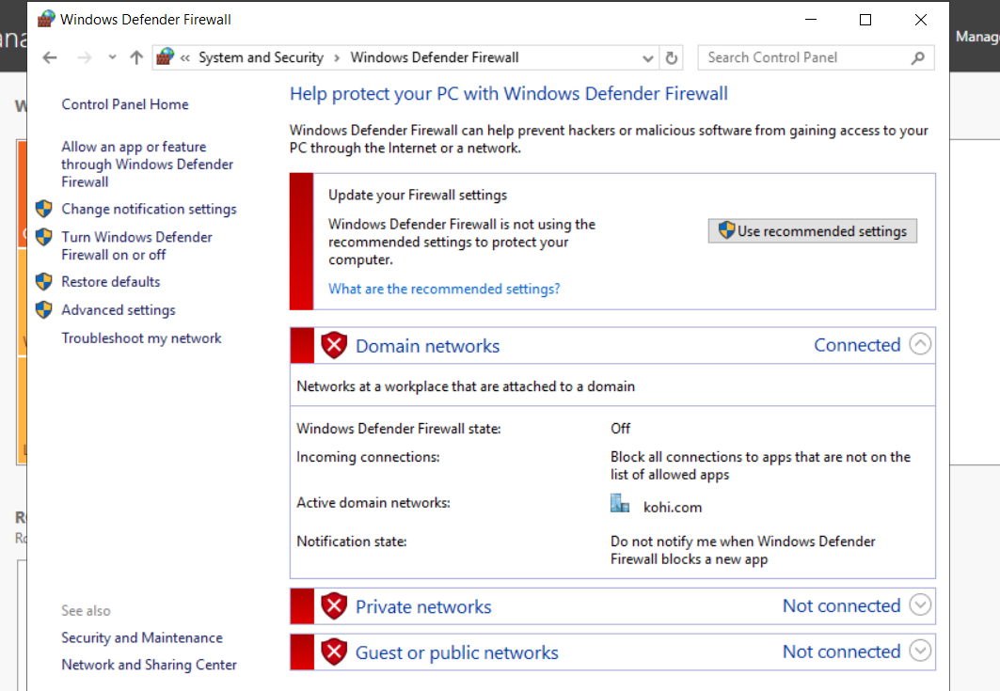 Windows Defender Firewall
Manag
« System and Security › Windows Defender Firewall
Search Control Panel
Control Panel Home
Allow an app or feature
through Windows Defender
Firewall
Change notification settings
Turn Windows Defender
Firewall on or off
Restore defaults
Advanced settings
Troubleshoot my network
See also
Security and Maintenance
Network and Sharing Center
Help protect your PC with Windows Defender Firewall
Windows Defender Firewall can help prevent hackers or malicious software from gaining access to your
PC through the Internet or a network.
Update your Firewall settings
Windows Defender Firewall is not using the
recommended settings to protect your
computer.
Use recommended settings
What are the recommended settings?
Domain networks Connected
Networks at a workplace that are attached to a domain
Windows Defender Firewall state: Off
Incoming connections: Block all connections to apps that are not on the
list of allowed apps
Active domain networks: kohi.com
Notification state: Do not notify me when Windows Defender
Firewall blocks a new app
Private networks Not connected
Guest or public networks Not connected